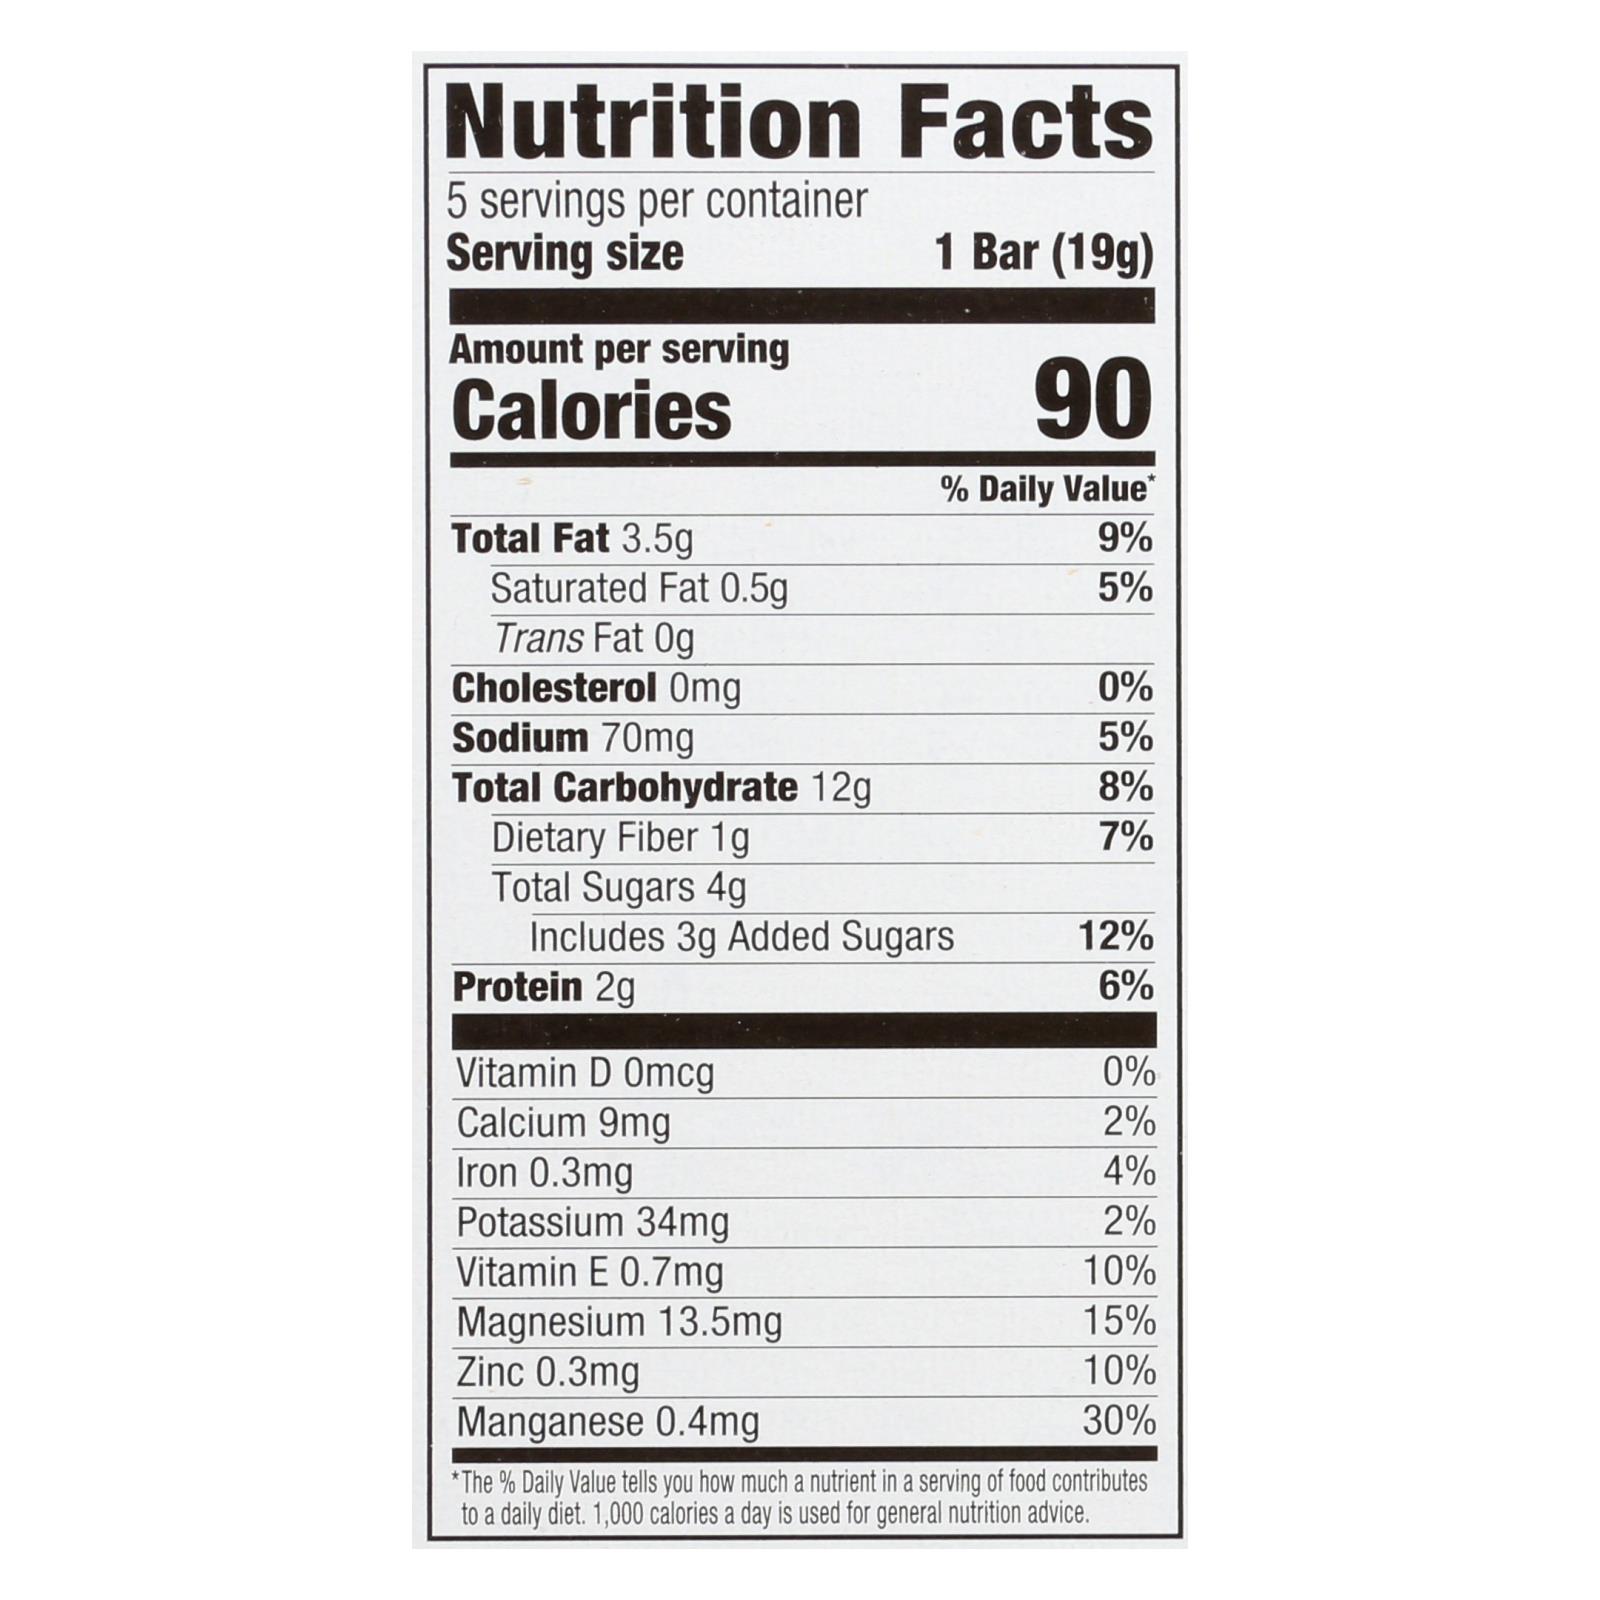 Nutrition Facts
5 servings per container
Serving size 1 Bar (19g)
Amount per serving
Calories 90
% Daily Value*
Total Fat 3.5g 9%
Saturated Fat 0.5g 5%
Trans Fat 0g
Cholesterol 0mg 0%
Sodium 70mg 5%
Total Carbohydrate 12g 8%
Dietary Fiber 1g 7%
Total Sugars 4g
Includes 3g Added Sugars 12%
Protein 2g 6%
Vitamin D 0mcg 0%
Calcium 9mg 2%
Iron 0.3mg 4%
Potassium 34mg 2%
Vitamin E 0.7mg 10%
Magnesium 13.5mg 15%
Zinc 0.3mg 10%
Manganese 0.4mg 30%
*The % Daily Value tells you how much a nutrient in a serving of food contributes
to a daily diet. 1,000 calories a day is used for general nutrition advice.